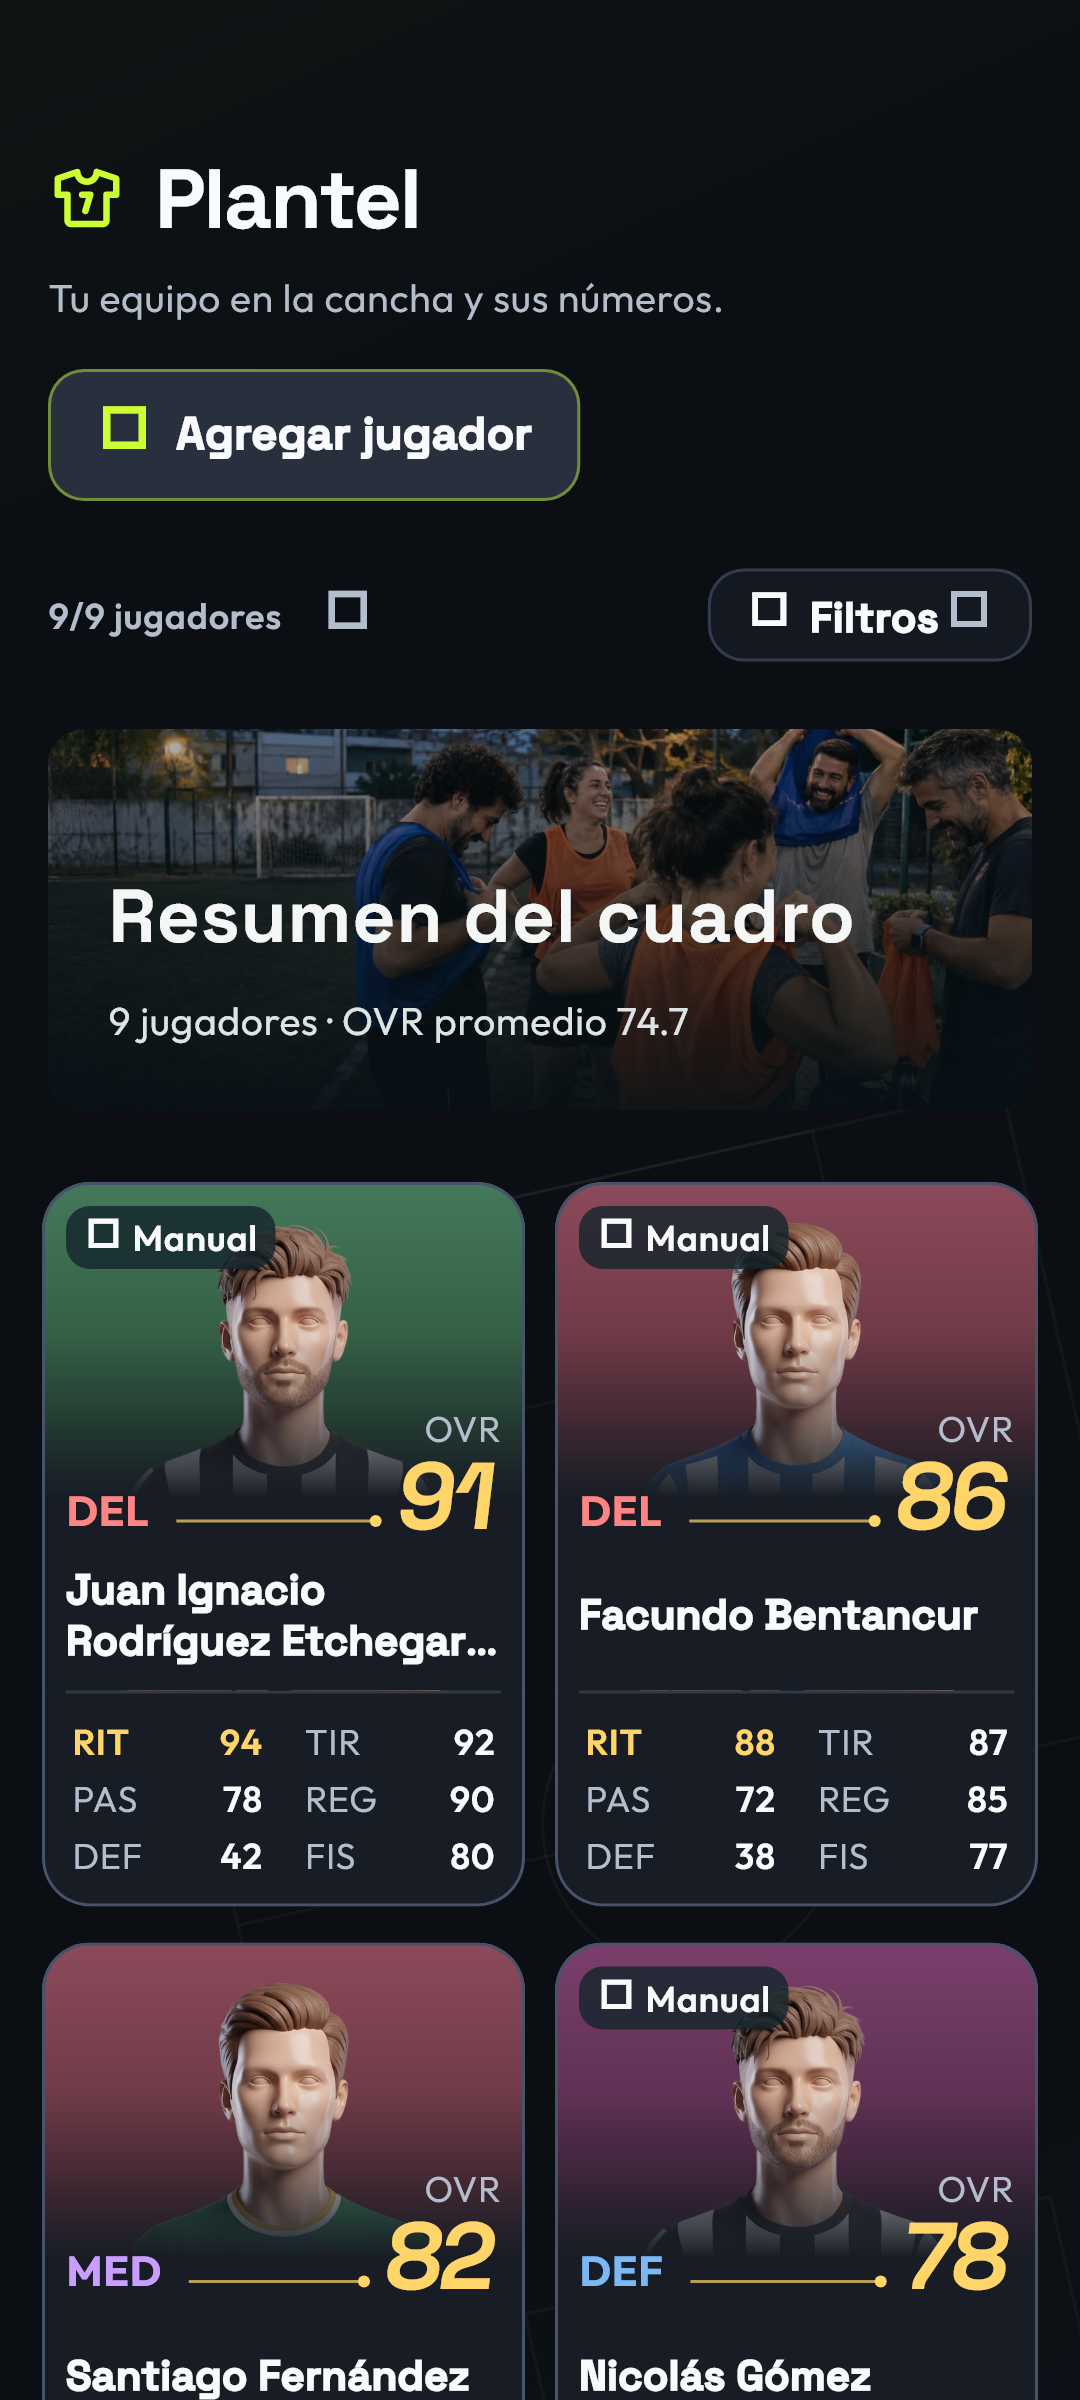 7
Plantel
Tu equipo en la cancha y sus números.
Agregar jugador
9/9 jugadores
Filtros
Resumen del cuadro
9 jugadores · OVR promedio 74.7
Manual
OVR
DEL
91
Juan Ignacio
Rodríguez Etchegar...
RIT 94 TIR 92
PAS 78 REG 90
DEF 42 FIS 80
Manual
OVR
DEL
86
Facundo Bentancur
RIT 88 TIR 87
PAS 72 REG 85
DEF 38 FIS 77
OVR
MED
82
Santiago Fernández
Manual
OVR
DEF
78
Nicolás Gómez